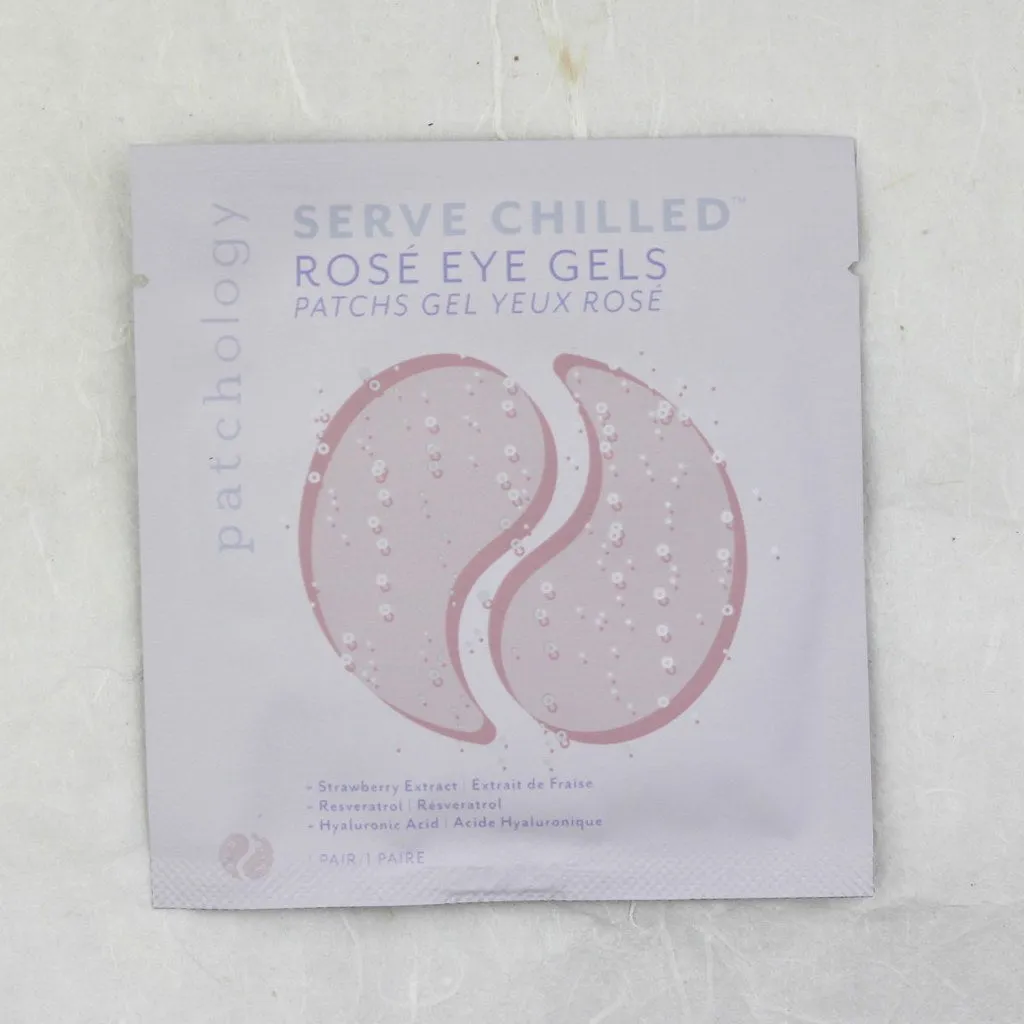 patchology
SERVE CHILLED™
ROSÉ EYE GELS
PATCHS GEL YEUX ROSÉ
- Strawberry Extract | Extrait de Fraise
- Resveratrol | Resvératrol
- Hyaluronic Acid | Acide Hyaluronique
1 PAIR/1 PAIRE